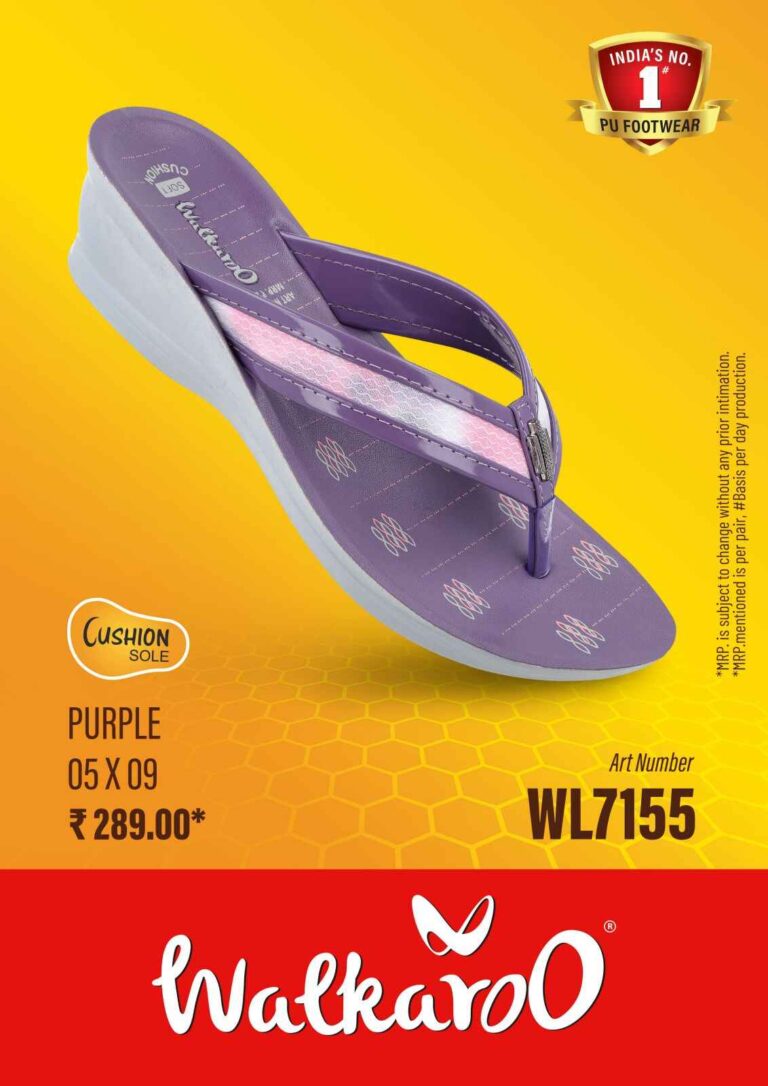 INDIA'S NO.
1#
PU FOOTWEAR
CUSHION
SOFT
Walkaroo
*MRP. is subject to change without any prior intimation.
*MRP.mentioned is per pair, #Basis per day production.
CUSHION
SOLE
PURPLE
05 X 09
₹ 289.00*
Art Number
WL7155
Walkaroo®